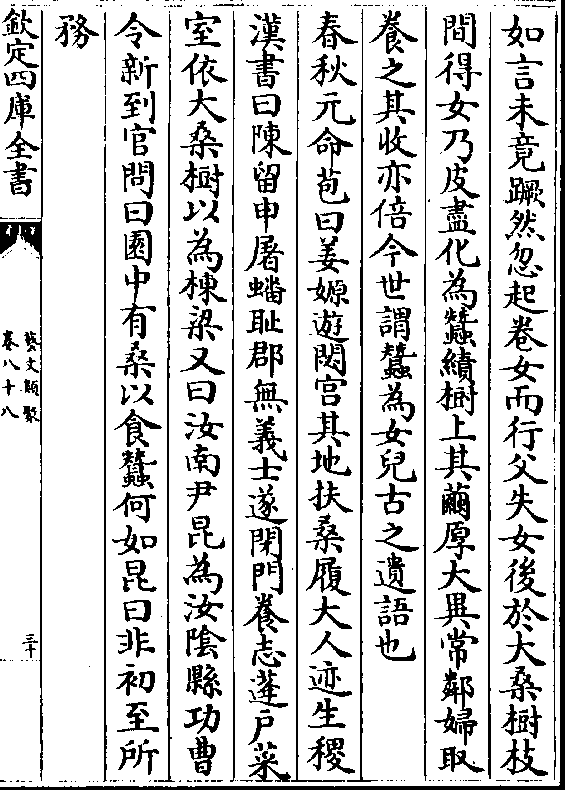 如言未竟蹶然忽起卷女而行父失女後於大桑樹枝
間得女乃皮盡化為蠶績樹上其繭厚大異常鄰婦取
養之其收亦倍今世謂蠶為女兒古之遺語也
春秋元命苞曰姜嫄遊閟宫其地扶桑履大人迹生稷
漢書曰陳留申屠蟠耻郡無義士遂閉門養志蓬戶菜
室依大桑樹以為棟梁又曰汝南尹昆為汝隂縣功曹
令新到官問曰園中有桑以食蠶何如昆曰非初至所
務
欽定四庫全書
藝文類聚
卷八十八
三十